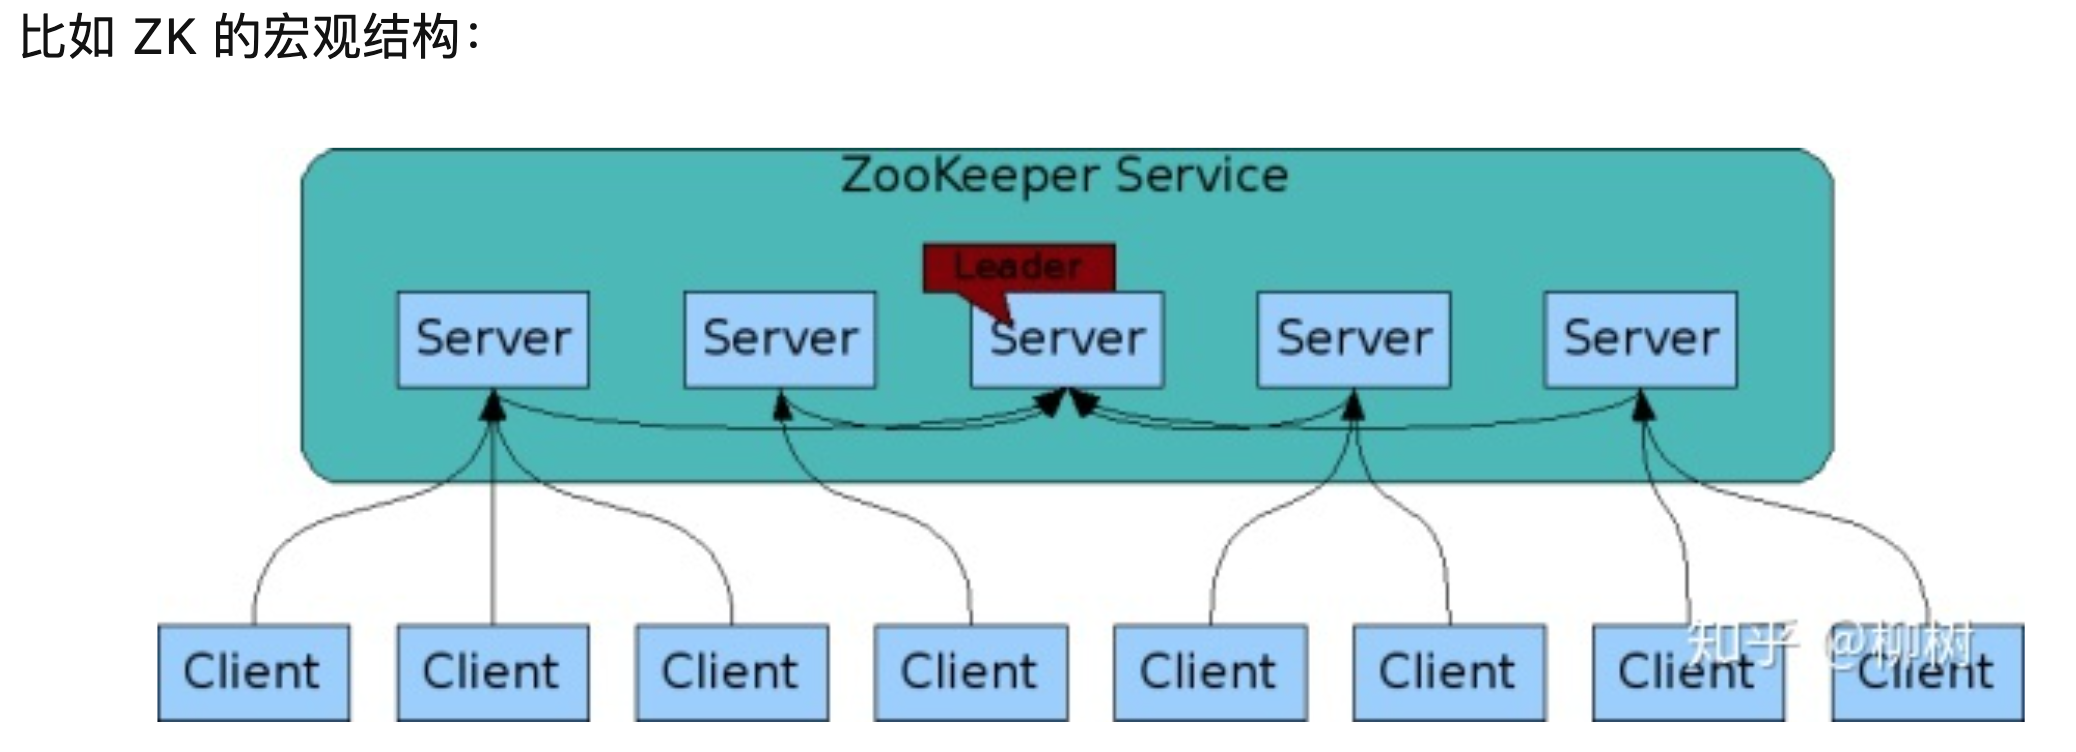 比如 ZK 的宏观结构：
ZooKeeper Service
Leader
Server Server Server Server Server
Client Client Client Client Client Client Client Client
知乎 @柳树